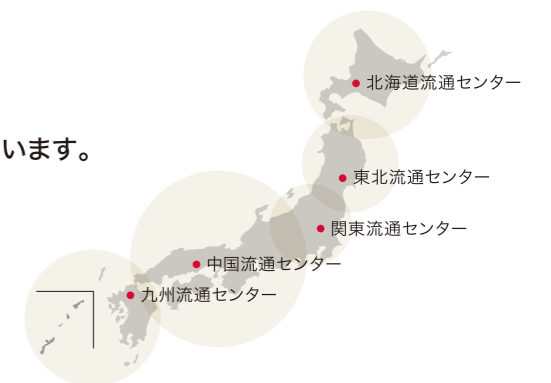 北海道流通センター
います。
東北流通センター
関東流通センター
中国流通センター
九州流通センター